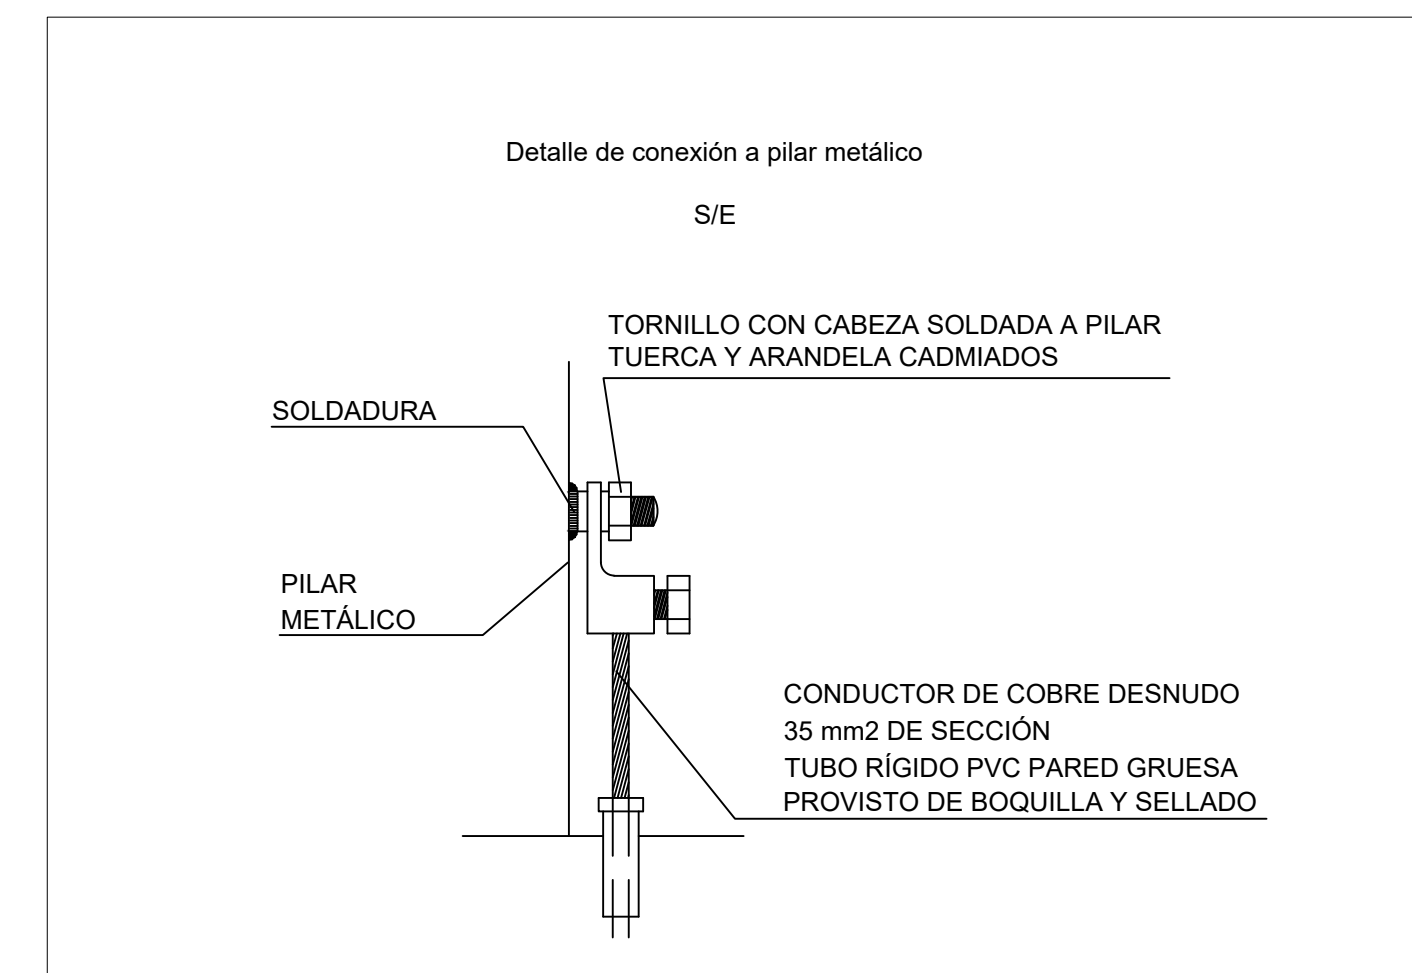 Detalle de conexión a pilar metálico
S/E
TORNILLO CON CABEZA SOLDADA A PILAR
TUERCA Y ARANDELA CADMIADOS
SOLDADURA
PILAR
METÁLICO
CONDUCTOR DE COBRE DESNUDO
35 mm2 DE SECCIÓN
TUBO RÍGIDO PVC PARED GRUESA
PROVISTO DE BOQUILLA Y SELLADO